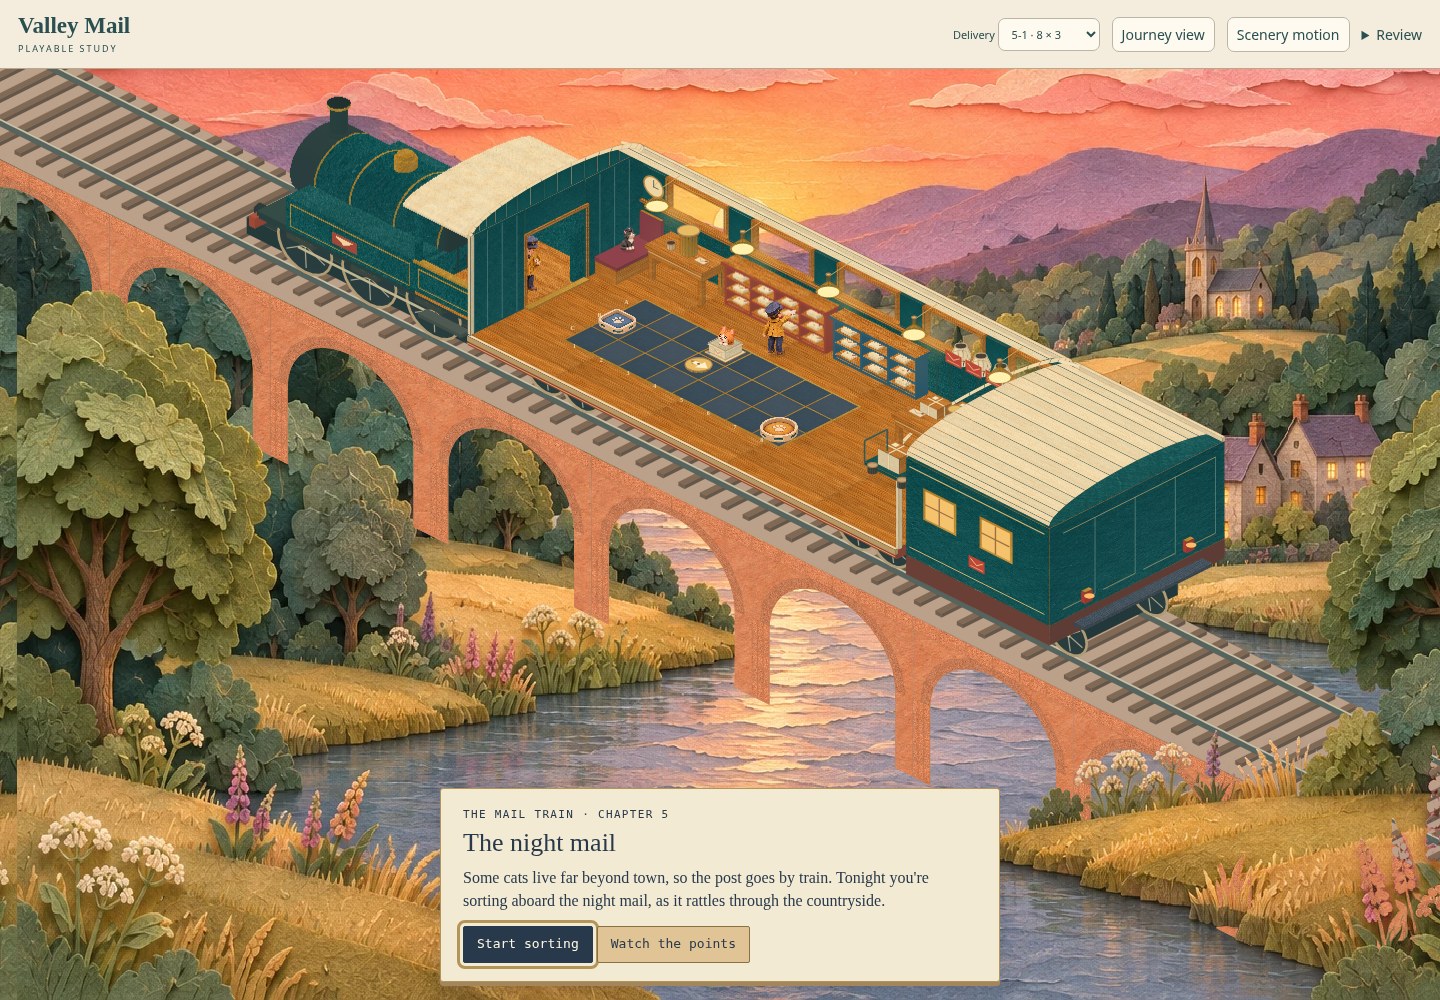 Valley Mail
PLAYABLE STUDY
Delivery
5-1 · 8 × 3
Journey view
Scenery motion
▶ Review
THE MAIL TRAIN · CHAPTER 5
The night mail
Some cats live far beyond town, so the post goes by train. Tonight you're
sorting aboard the night mail, as it rattles through the countryside.
Start sorting
Watch the points